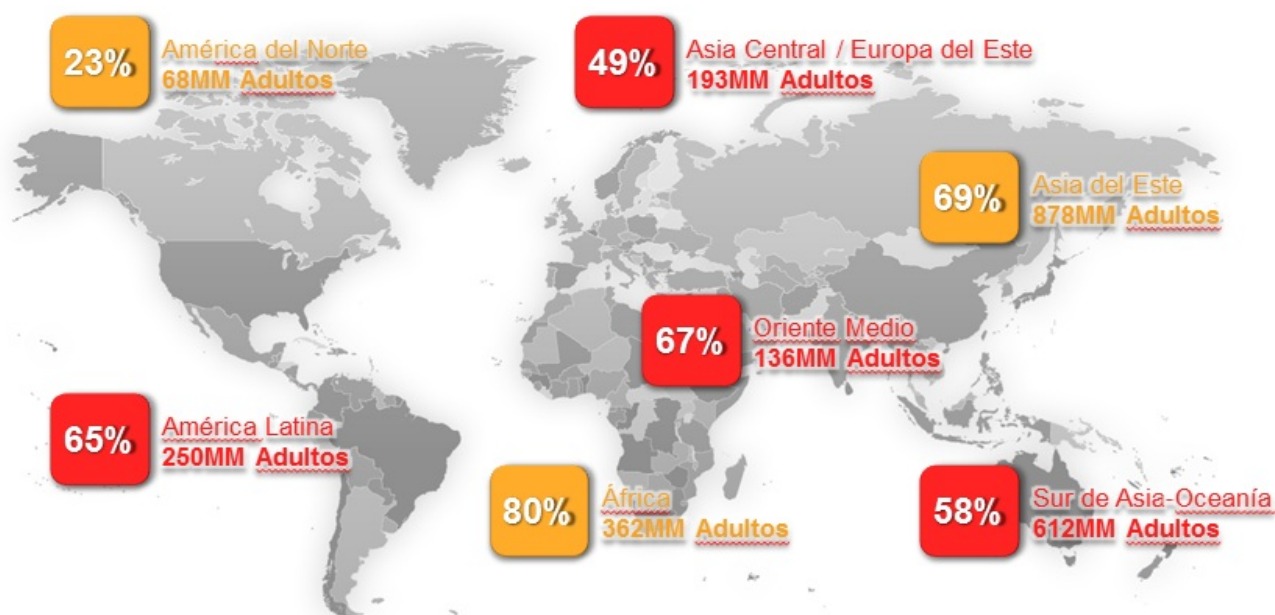 23%
América del Norte
68MM Adultos
49%
Asia Central / Europa del Este
193MM Adultos
69%
Asia del Este
878MM Adultos
67%
Oriente Medio
136MM Adultos
65%
América Latina
250MM Adultos
80%
África
362MM Adultos
58%
Sur de Asia-Oceanía
612MM Adultos